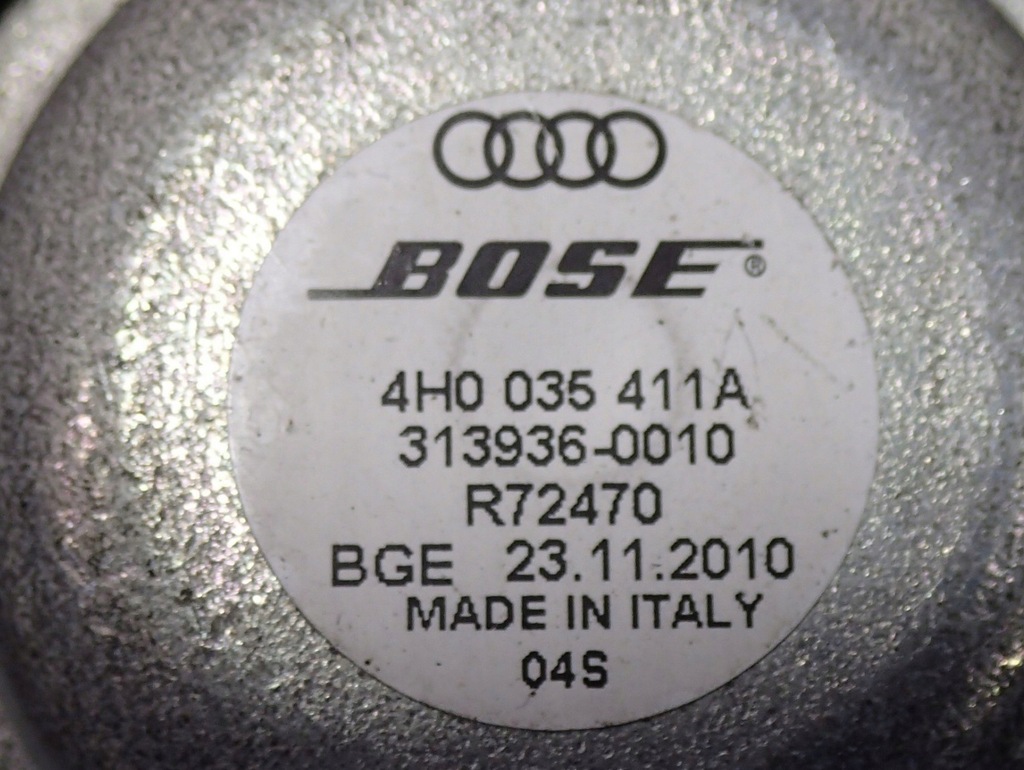 BOSE®
4H0 035 411A
313936-0010
R72470
BGE 23.11.2010
MADE IN ITALY
04S